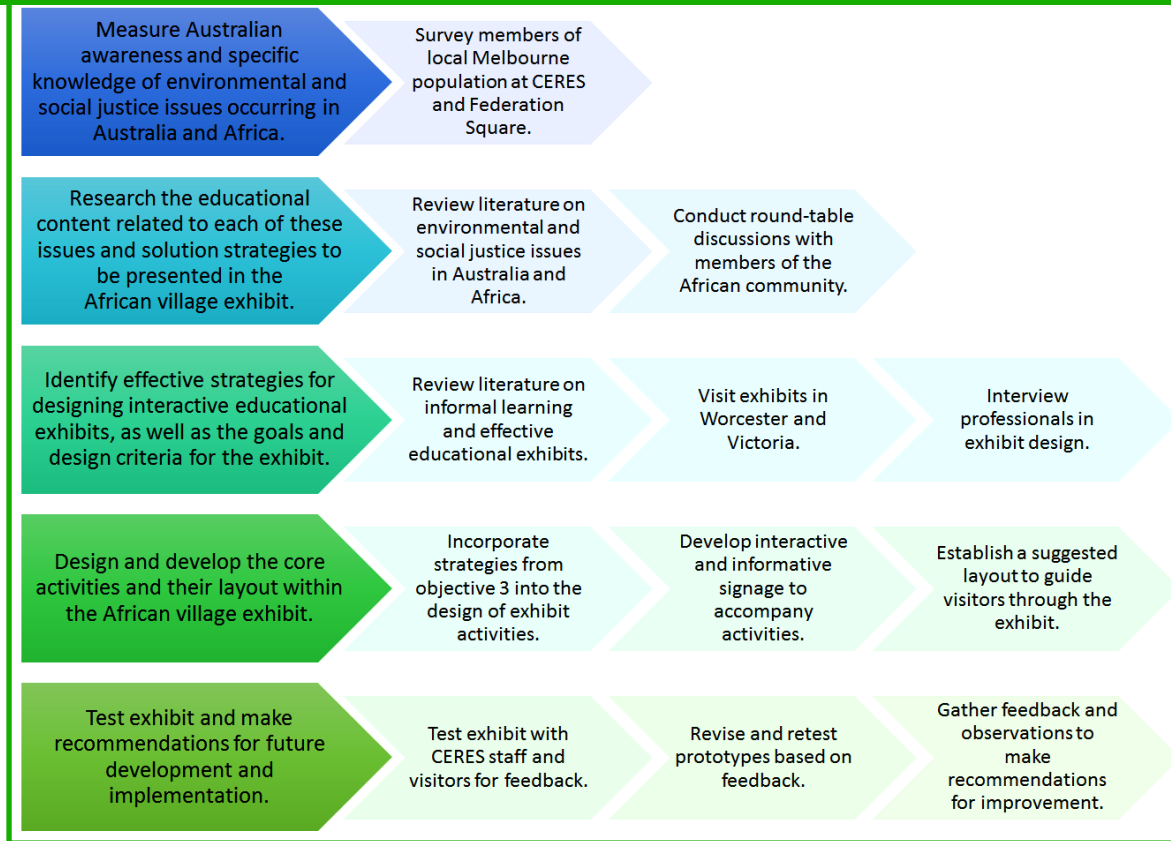 Measure Australian
awareness and specific
knowledge of environmental and
social justice issues occurring in
Australia and Africa.
Survey members of
local Melbourne
population at CERES
and Federation
Square.
Research the educational
content related to each of these
issues and solution strategies to
be presented in the
African village exhibit.
Review literature on
environmental and
social justice issues
in Australia and
Africa.
Conduct round-table
discussions with
members of the
African community.
Identify effective strategies for
designing interactive educational
exhibits, as well as the goals and
design criteria for the exhibit.
Review literature on
informal learning
and effective
educational exhibits.
Visit exhibits in
Worcester and
Victoria.
Interview
professionals in
exhibit design.
Design and develop the core
activities and their layout within
the African village exhibit.
Incorporate
strategies from
objective 3 into the
design of exhibit
activities.
Develop interactive
and informative
signage to
accompany
activities.
Establish a suggested
layout to guide
visitors through the
exhibit.
Test exhibit and make
recommendations for future
development and
implementation.
Test exhibit with
CERES staff and
visitors for feedback.
Revise and retest
prototypes based on
feedback.
Gather feedback and
observations to
make
recommendations
for improvement.